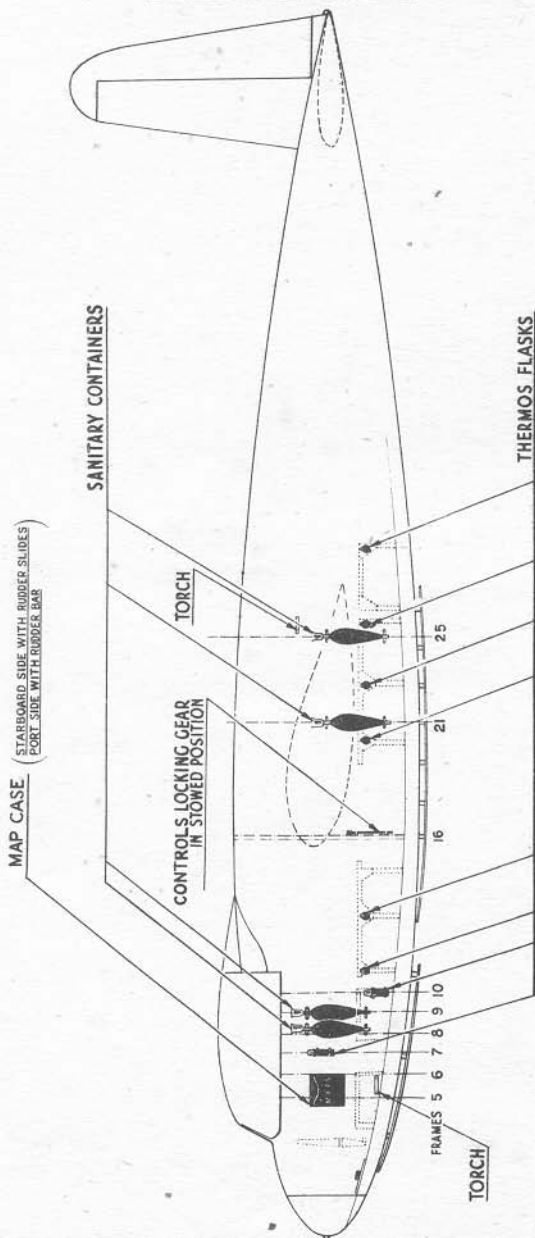 MAP CASE
(STARBOARD SIDE WITH RUDDER SLIDES
PORT SIDE WITH RUDDER BAR)
SANITARY CONTAINERS
TORCH
CONTROLS LOCKING GEAR
IN STOWED POSITION
FRAMES 5 6 7 8 9 10 16 21 25
TORCH
THERMOS FLASKS